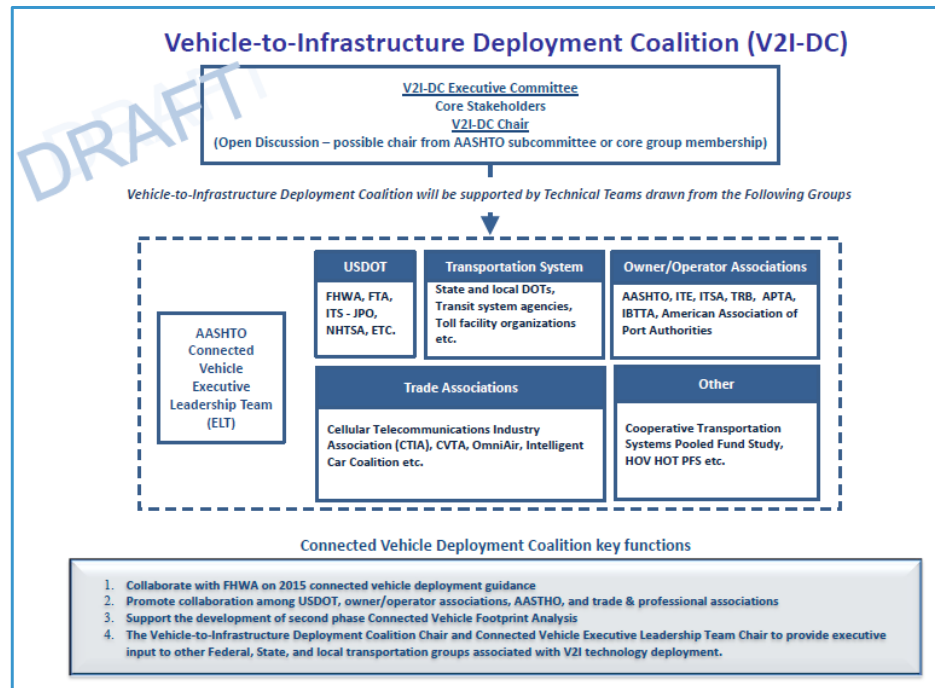 Vehicle-to-Infrastructure Deployment Coalition (V2I-DC)
DRAFT
V2I-DC Executive Committee
Core Stakeholders
V2I-DC Chair
(Open Discussion – possible chair from AASHTO subcommittee or core group membership)
Vehicle-to-Infrastructure Deployment Coalition will be supported by Technical Teams drawn from the Following Groups
AASHTO
Connected
Vehicle
Executive
Leadership Team
(ELT)
USDOT
FHWA, FTA,
ITS - JPO,
NHTSA, ETC.
Transportation System
State and local DOTs,
Transit system agencies,
Toll facility organizations
etc.
Owner/Operator Associations
AASHTO, ITE, ITSA, TRB, APTA,
IBTTA, American Association of
Port Authorities
Trade Associations
Cellular Telecommunications Industry
Association (CTIA), CVTA, OmniAir, Intelligent
Car Coalition etc.
Other
Cooperative Transportation
Systems Pooled Fund Study,
HOV HOT PFS etc.
Connected Vehicle Deployment Coalition key functions
1. Collaborate with FHWA on 2015 connected vehicle deployment guidance
2. Promote collaboration among USDOT, owner/operator associations, AASTHO, and trade & professional associations
3. Support the development of second phase Connected Vehicle Footprint Analysis
4. The Vehicle-to-Infrastructure Deployment Coalition Chair and Connected Vehicle Executive Leadership Team Chair to provide executive
input to other Federal, State, and local transportation groups associated with V2I technology deployment.